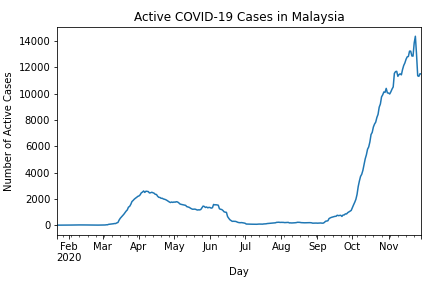 Active COVID-19 Cases in Malaysia
14000
12000
10000
8000
6000
4000
2000
0
Number of Active Cases
Feb Mar Apr May Jun Jul Aug Sep Oct Nov
2020
Day